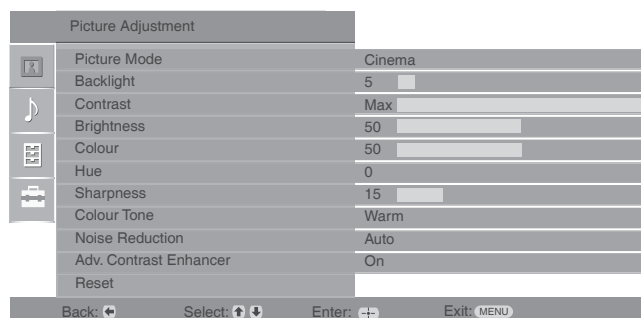 Picture Adjustment
Picture Mode Cinema
Backlight 5
Contrast Max
Brightness 50
Colour 50
Hue 0
Sharpness 15
Colour Tone Warm
Noise Reduction Auto
Adv. Contrast Enhancer On
Reset
Back: Select: Enter: Exit: MENU